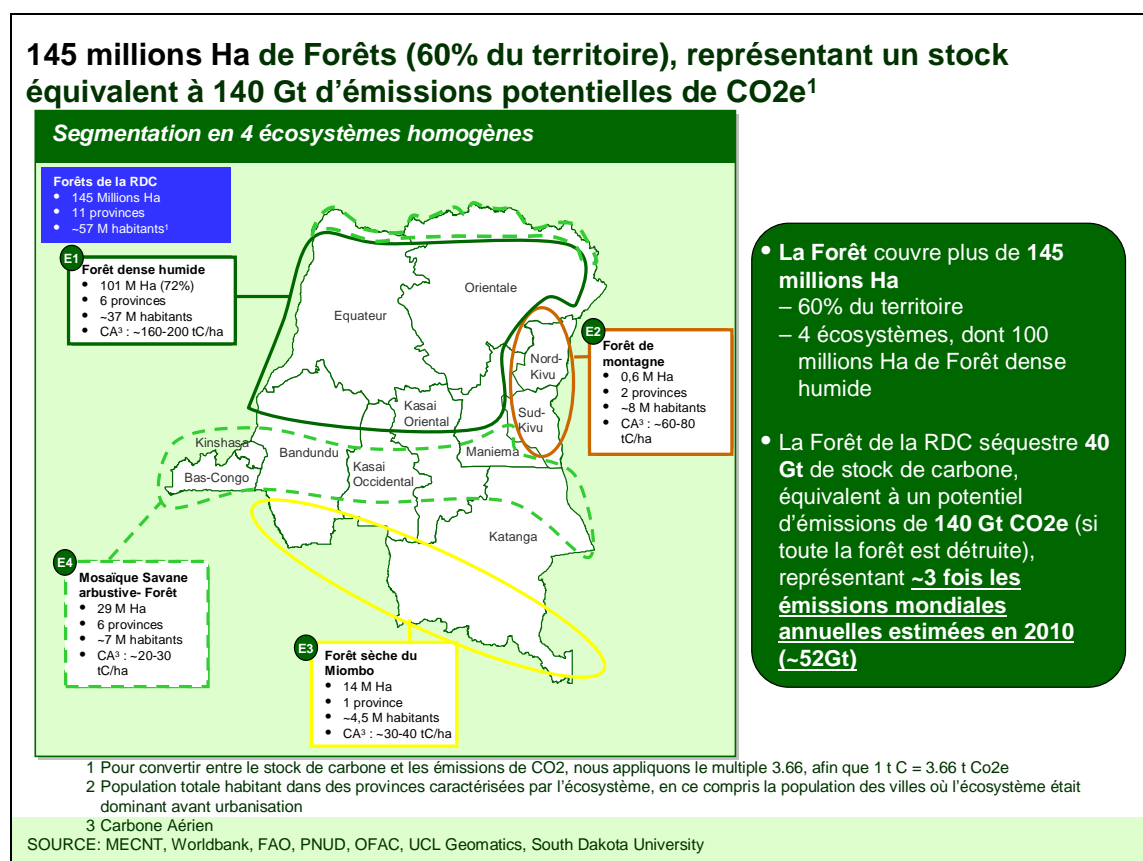 145 millions Ha de Forêts (60% du territoire), représentant un stock
équivalent à 140 Gt d'émissions potentielles de CO2e¹
Segmentation en 4 écosystèmes homogènes
Forêts de la RDC
• 145 Millions Ha
• 11 provinces
• ~57 M habitants¹
E1
Forêt dense humide
• 101 M Ha (72%)
• 6 provinces
• ~37 M habitants
• CA³ : ~160-200 tC/ha
Orientale
Equateur
E2
Forêt de
montagne
• 0,6 M Ha
• 2 provinces
• ~8 M habitants
• CA³ : ~60-80
tC/ha
Nord-
Kivu
Kasai
Oriental
Sud-
Kivu
Kinshasa
Bandundu
Maniema
Bas-Congo
Kasai
Occidental
Katanga
E4
Mosaïque Savane
arbustive- Forêt
• 29 M Ha
• 6 provinces
• ~7 M habitants
• CA³ : ~20-30
tC/ha
E3
Forêt sèche du
Miombo
• 14 M Ha
• 1 province
• ~4,5 M habitants
• CA³ : ~30-40 tC/ha
• La Forêt couvre plus de 145
millions Ha
– 60% du territoire
– 4 écosystèmes, dont 100
millions Ha de Forêt dense
humide
• La Forêt de la RDC séquestre 40
Gt de stock de carbone,
équivalent à un potentiel
d'émissions de 140 Gt CO2e (si
toute la forêt est détruite),
représentant ~3 fois les
émissions mondiales
annuelles estimées en 2010
(~52Gt)
1 Pour convertir entre le stock de carbone et les émissions de CO2, nous appliquons le multiple 3.66, afin que 1 t C = 3.66 t Co2e
2 Population totale habitant dans des provinces caractérisées par l'écosystème, en ce compris la population des villes où l'écosystème était
dominant avant urbanisation
3 Carbone Aérien
SOURCE: MECNT, Worldbank, FAO, PNUD, OFAC, UCL Geomatics, South Dakota University